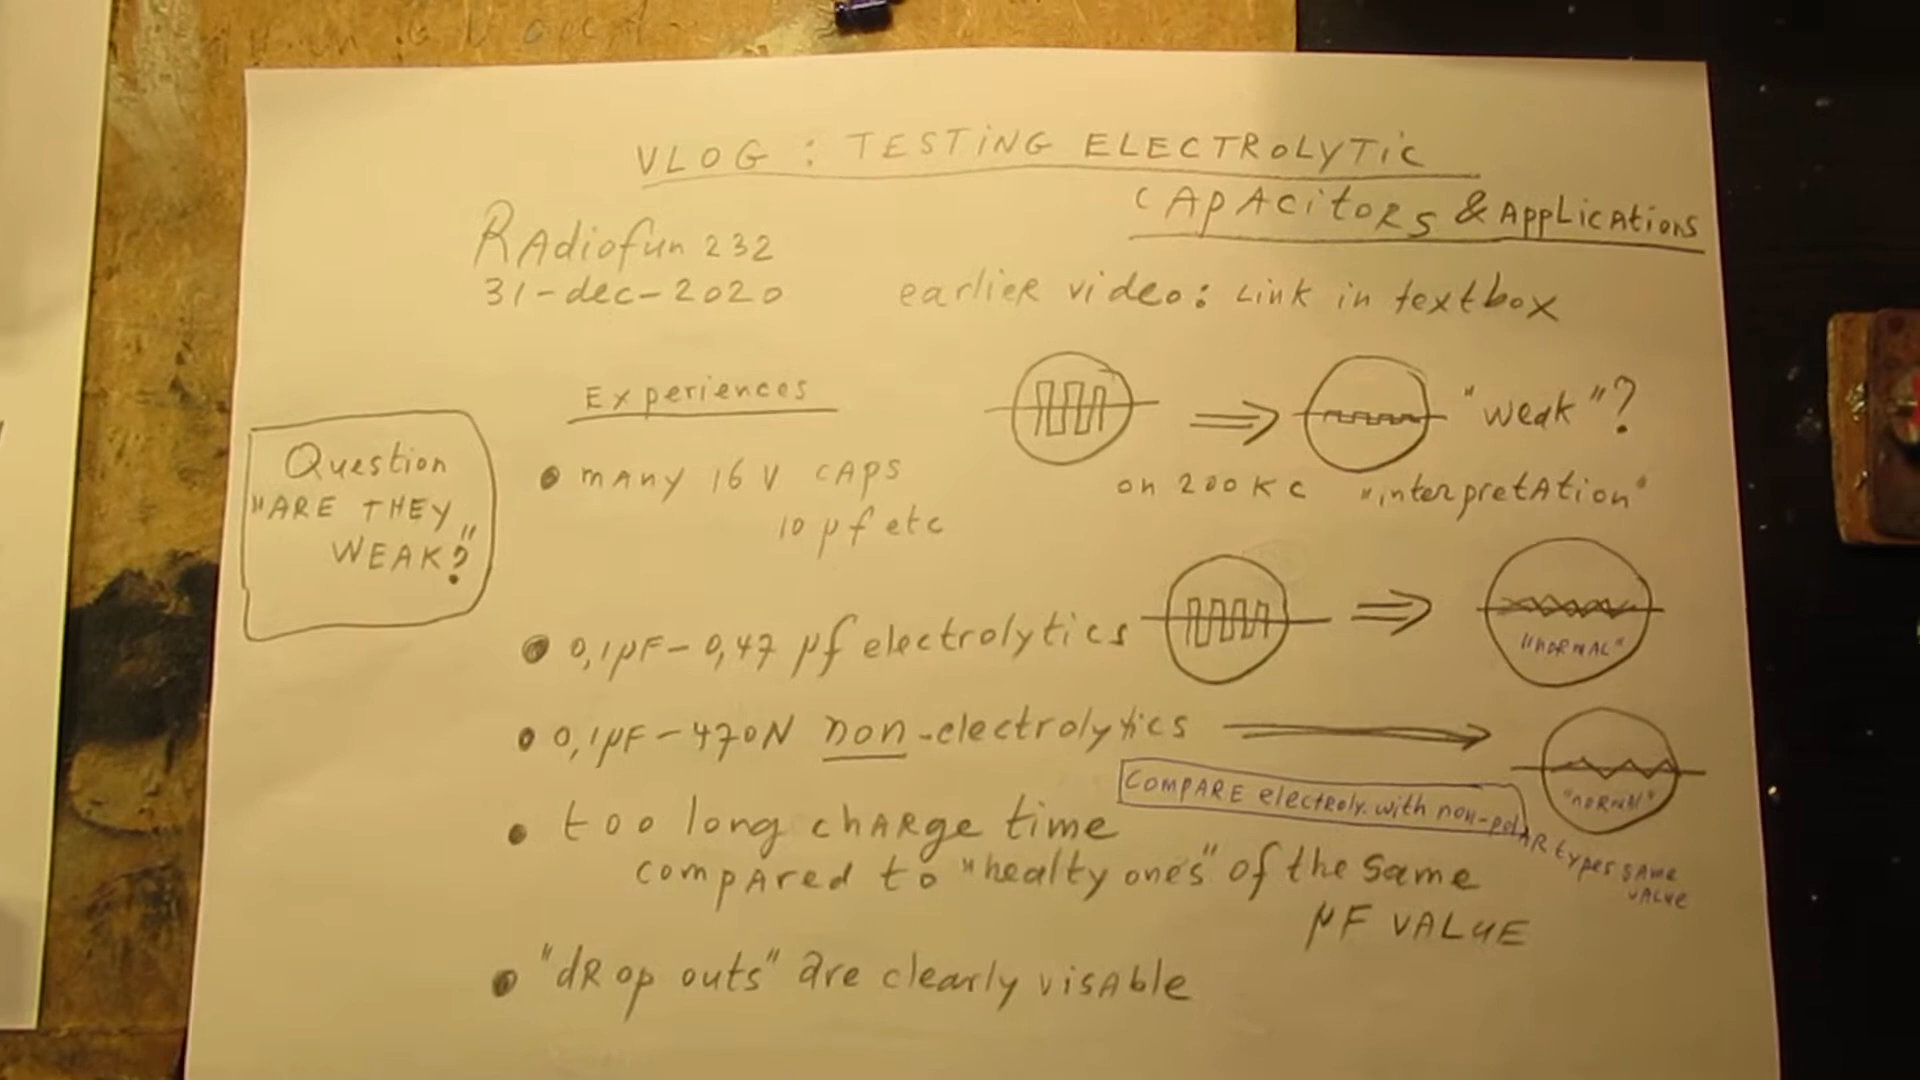 VLOG : TESTING ELECTROLYTIC
CAPACITORS & APPLICATIONS
RAdiofun 232
31-dec-2020
earlier video: Link in textbox
Experiences
Question
"ARE THEY
WEAK?"
• MANY 16 V CAPS
10 µf etc
"weak"?
on 200 KC "interpretAtion"
• 0,1µF - 0,47 µf electrolytics
"NORMAL"
• 0,1µF - 470N non-electrolytics
"NORMAL"
COMPARE electroly. with non-polAR types SAME
VALUE
• too long chARge time
compAred to "healty one's" of the same
µF VALUE
• "dRop outs" are clearly visAble